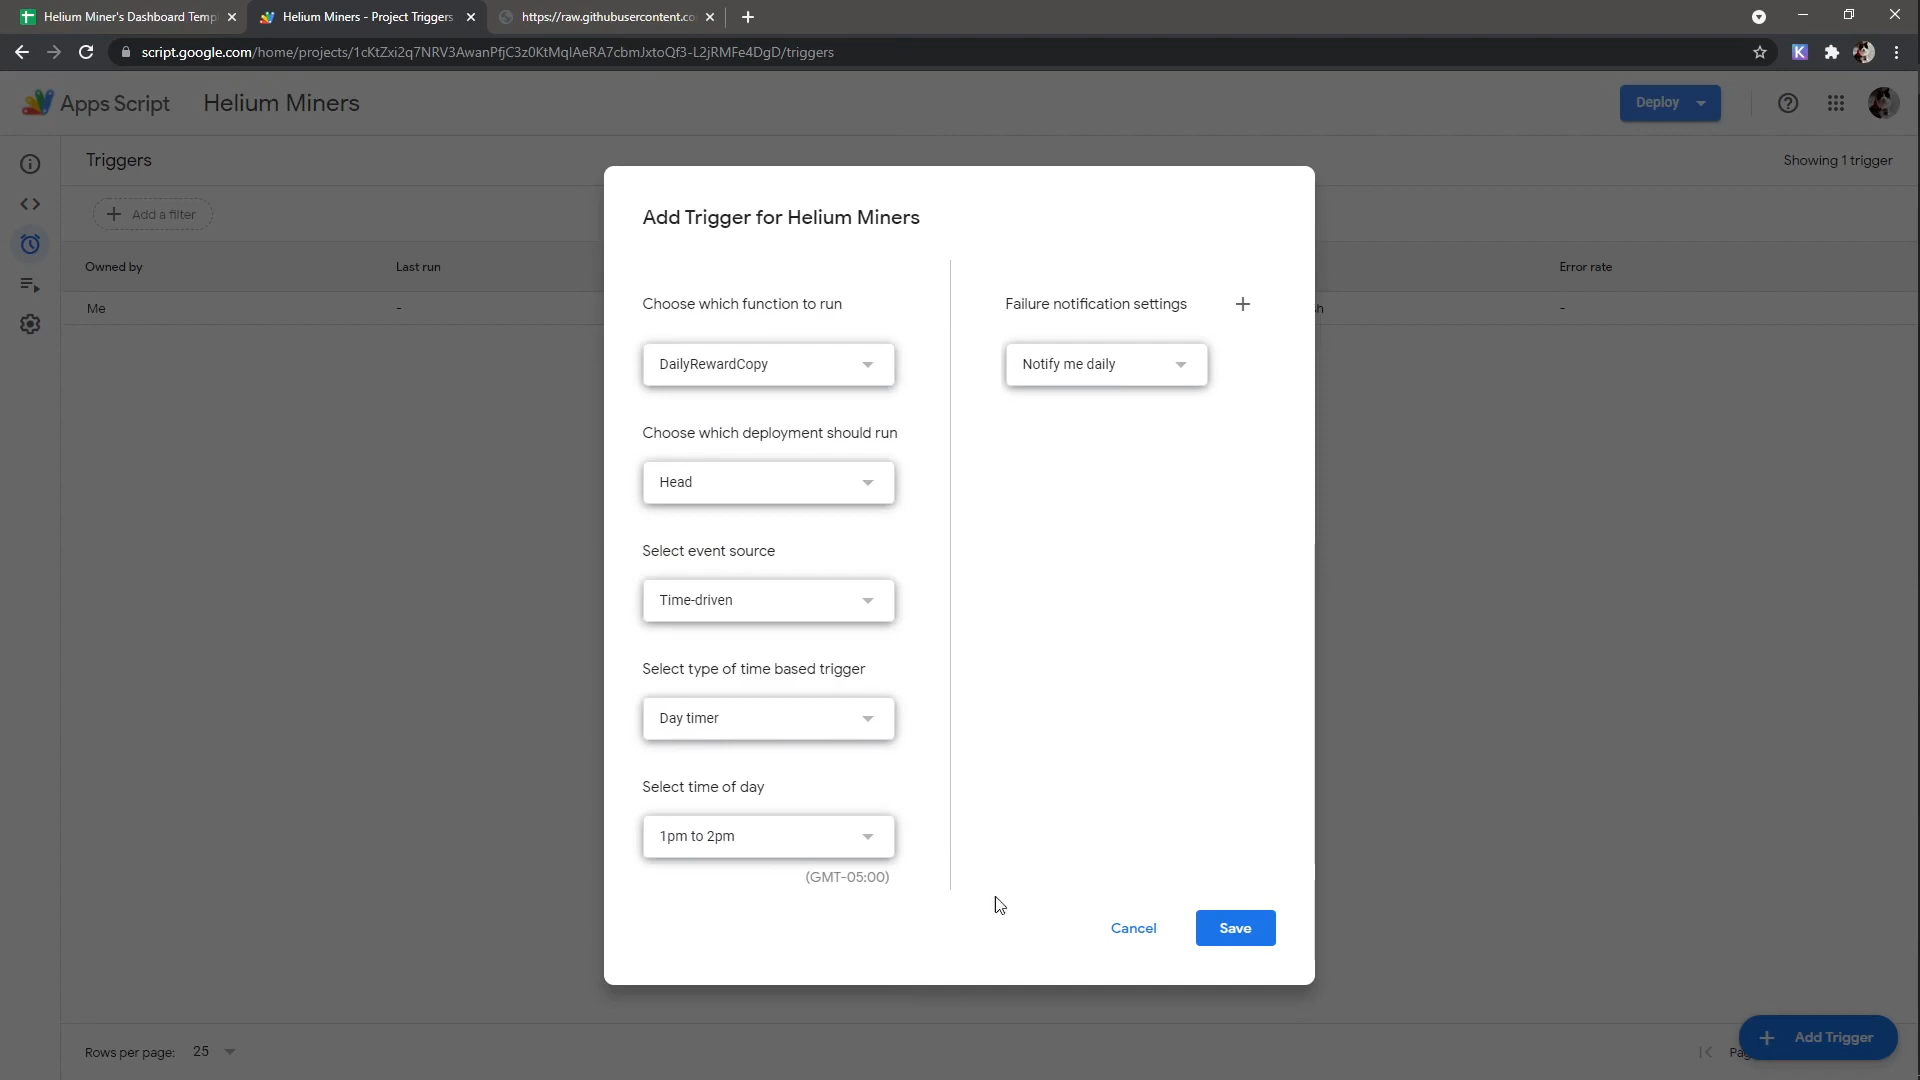 Helium Miner's Dashboard Temp
Helium Miners - Project Triggers
https://raw.githubusercontent.co
script.google.com/home/projects/1cKtZxi2q7NRV3AwanPfjC3z0KtMqIAeRA7cbmJxtoQf3-L2jRMFe4DgD/triggers
K
Apps Script
Helium Miners
Deploy
Triggers
Showing 1 trigger
Add a filter
Owned by
Last run
Error rate
Me
-
-
Add Trigger for Helium Miners
Choose which function to run
DailyRewardCopy
Choose which deployment should run
Head
Select event source
Time-driven
Select type of time based trigger
Day timer
Select time of day
1pm to 2pm
(GMT-05:00)
Failure notification settings
Notify me daily
Cancel
Save
Rows per page: 25
Add Trigger